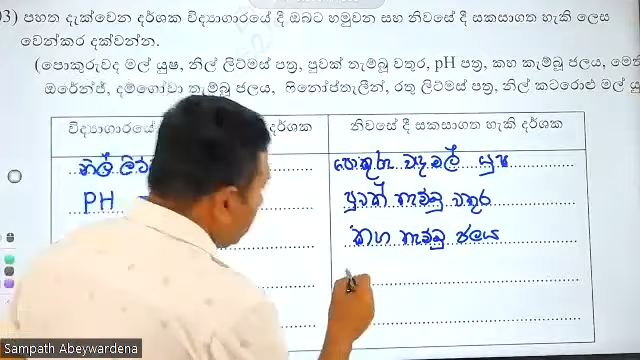 03) පහත දැක්වෙන දර්ශක විද්‍යාගාරයේ දී ඔබට හමුවන සහ නිවසේ දී සකසාගත හැකි ලෙස
වෙන්කර දක්වන්න.
(පොකුරුවද මල් යුෂ, නිල් ලිට්මස් පත්‍ර, පුවක් තැම්බූ වතුර, pH පත්‍ර, කහ කැම්බූ ජලය, මෙති
ඔරේන්ජ්, දම්ගෝවා තැම්බූ ජලය, ෆිනෝප්තැලීන්, රතු ලිට්මස් පත්‍ර, නිල් කටරොළු මල් යු
විද්‍යාගාරයේ දර්ශක නිවසේ දී සකසාගත හැකි දර්ශක
නිල් ලිට් පොකුරු වද මල් යුෂ
PH පුවක් තැම්බු වතුර
කහ තැම්බු ජලය
Sampath Abeywardena